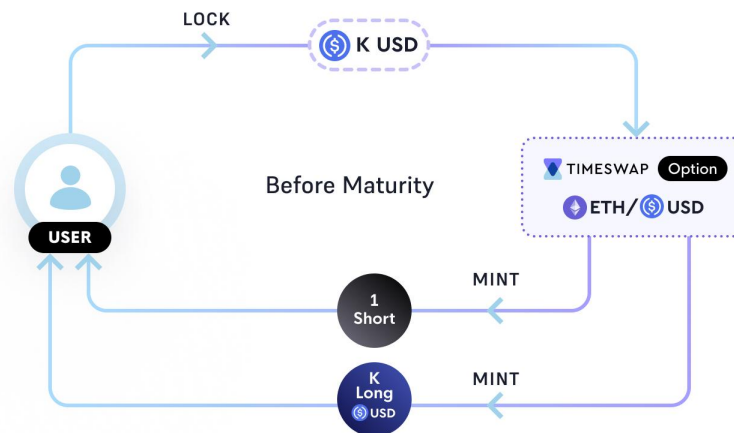 LOCK
K USD
TIMESWAP Option
ETH/ USD
Before Maturity
USER
MINT
1
Short
MINT
K
Long
USD